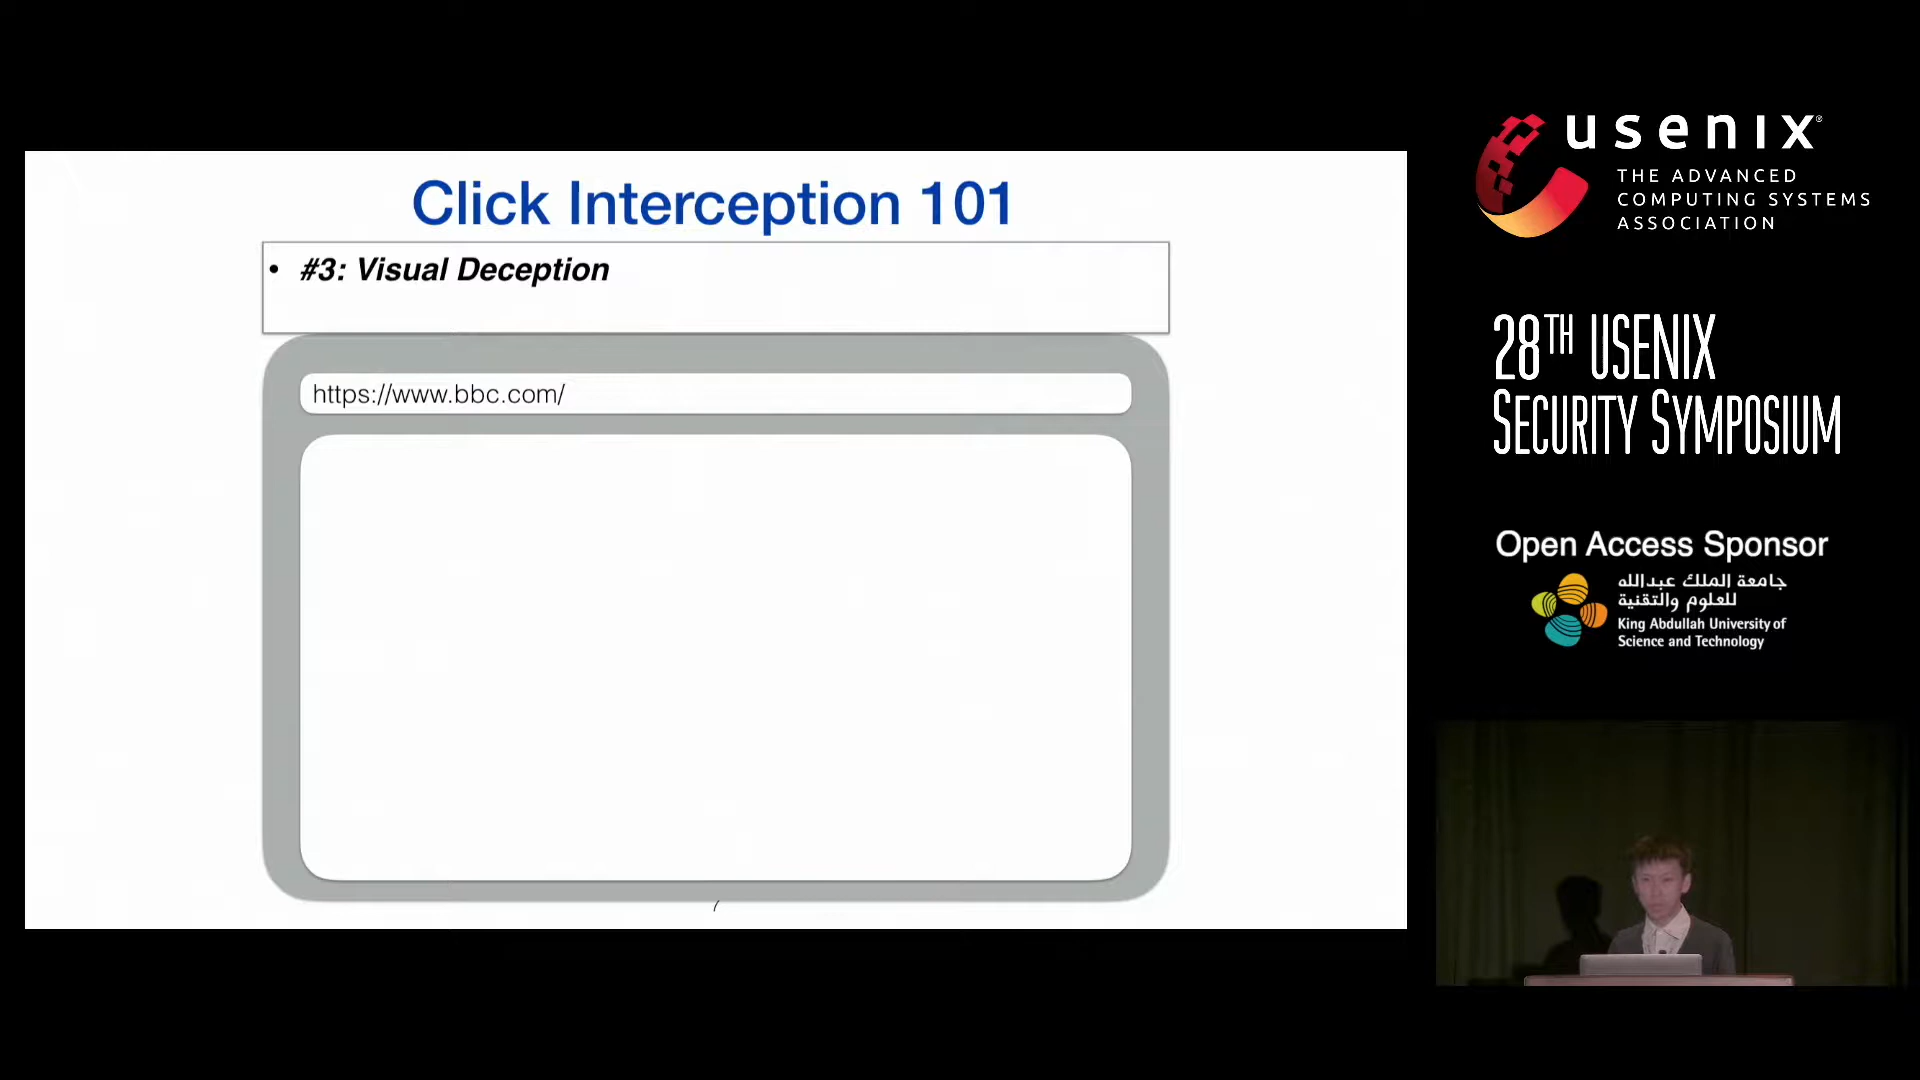 Click Interception 101
• #3: Visual Deception
https://www.bbc.com/
7
usenix®
THE ADVANCED
COMPUTING SYSTEMS
ASSOCIATION
28TH USENIX
SECURITY SYMPOSIUM
Open Access Sponsor
جامعة الملك عبدالله
للعلوم والتقنية
King Abdullah University of
Science and Technology